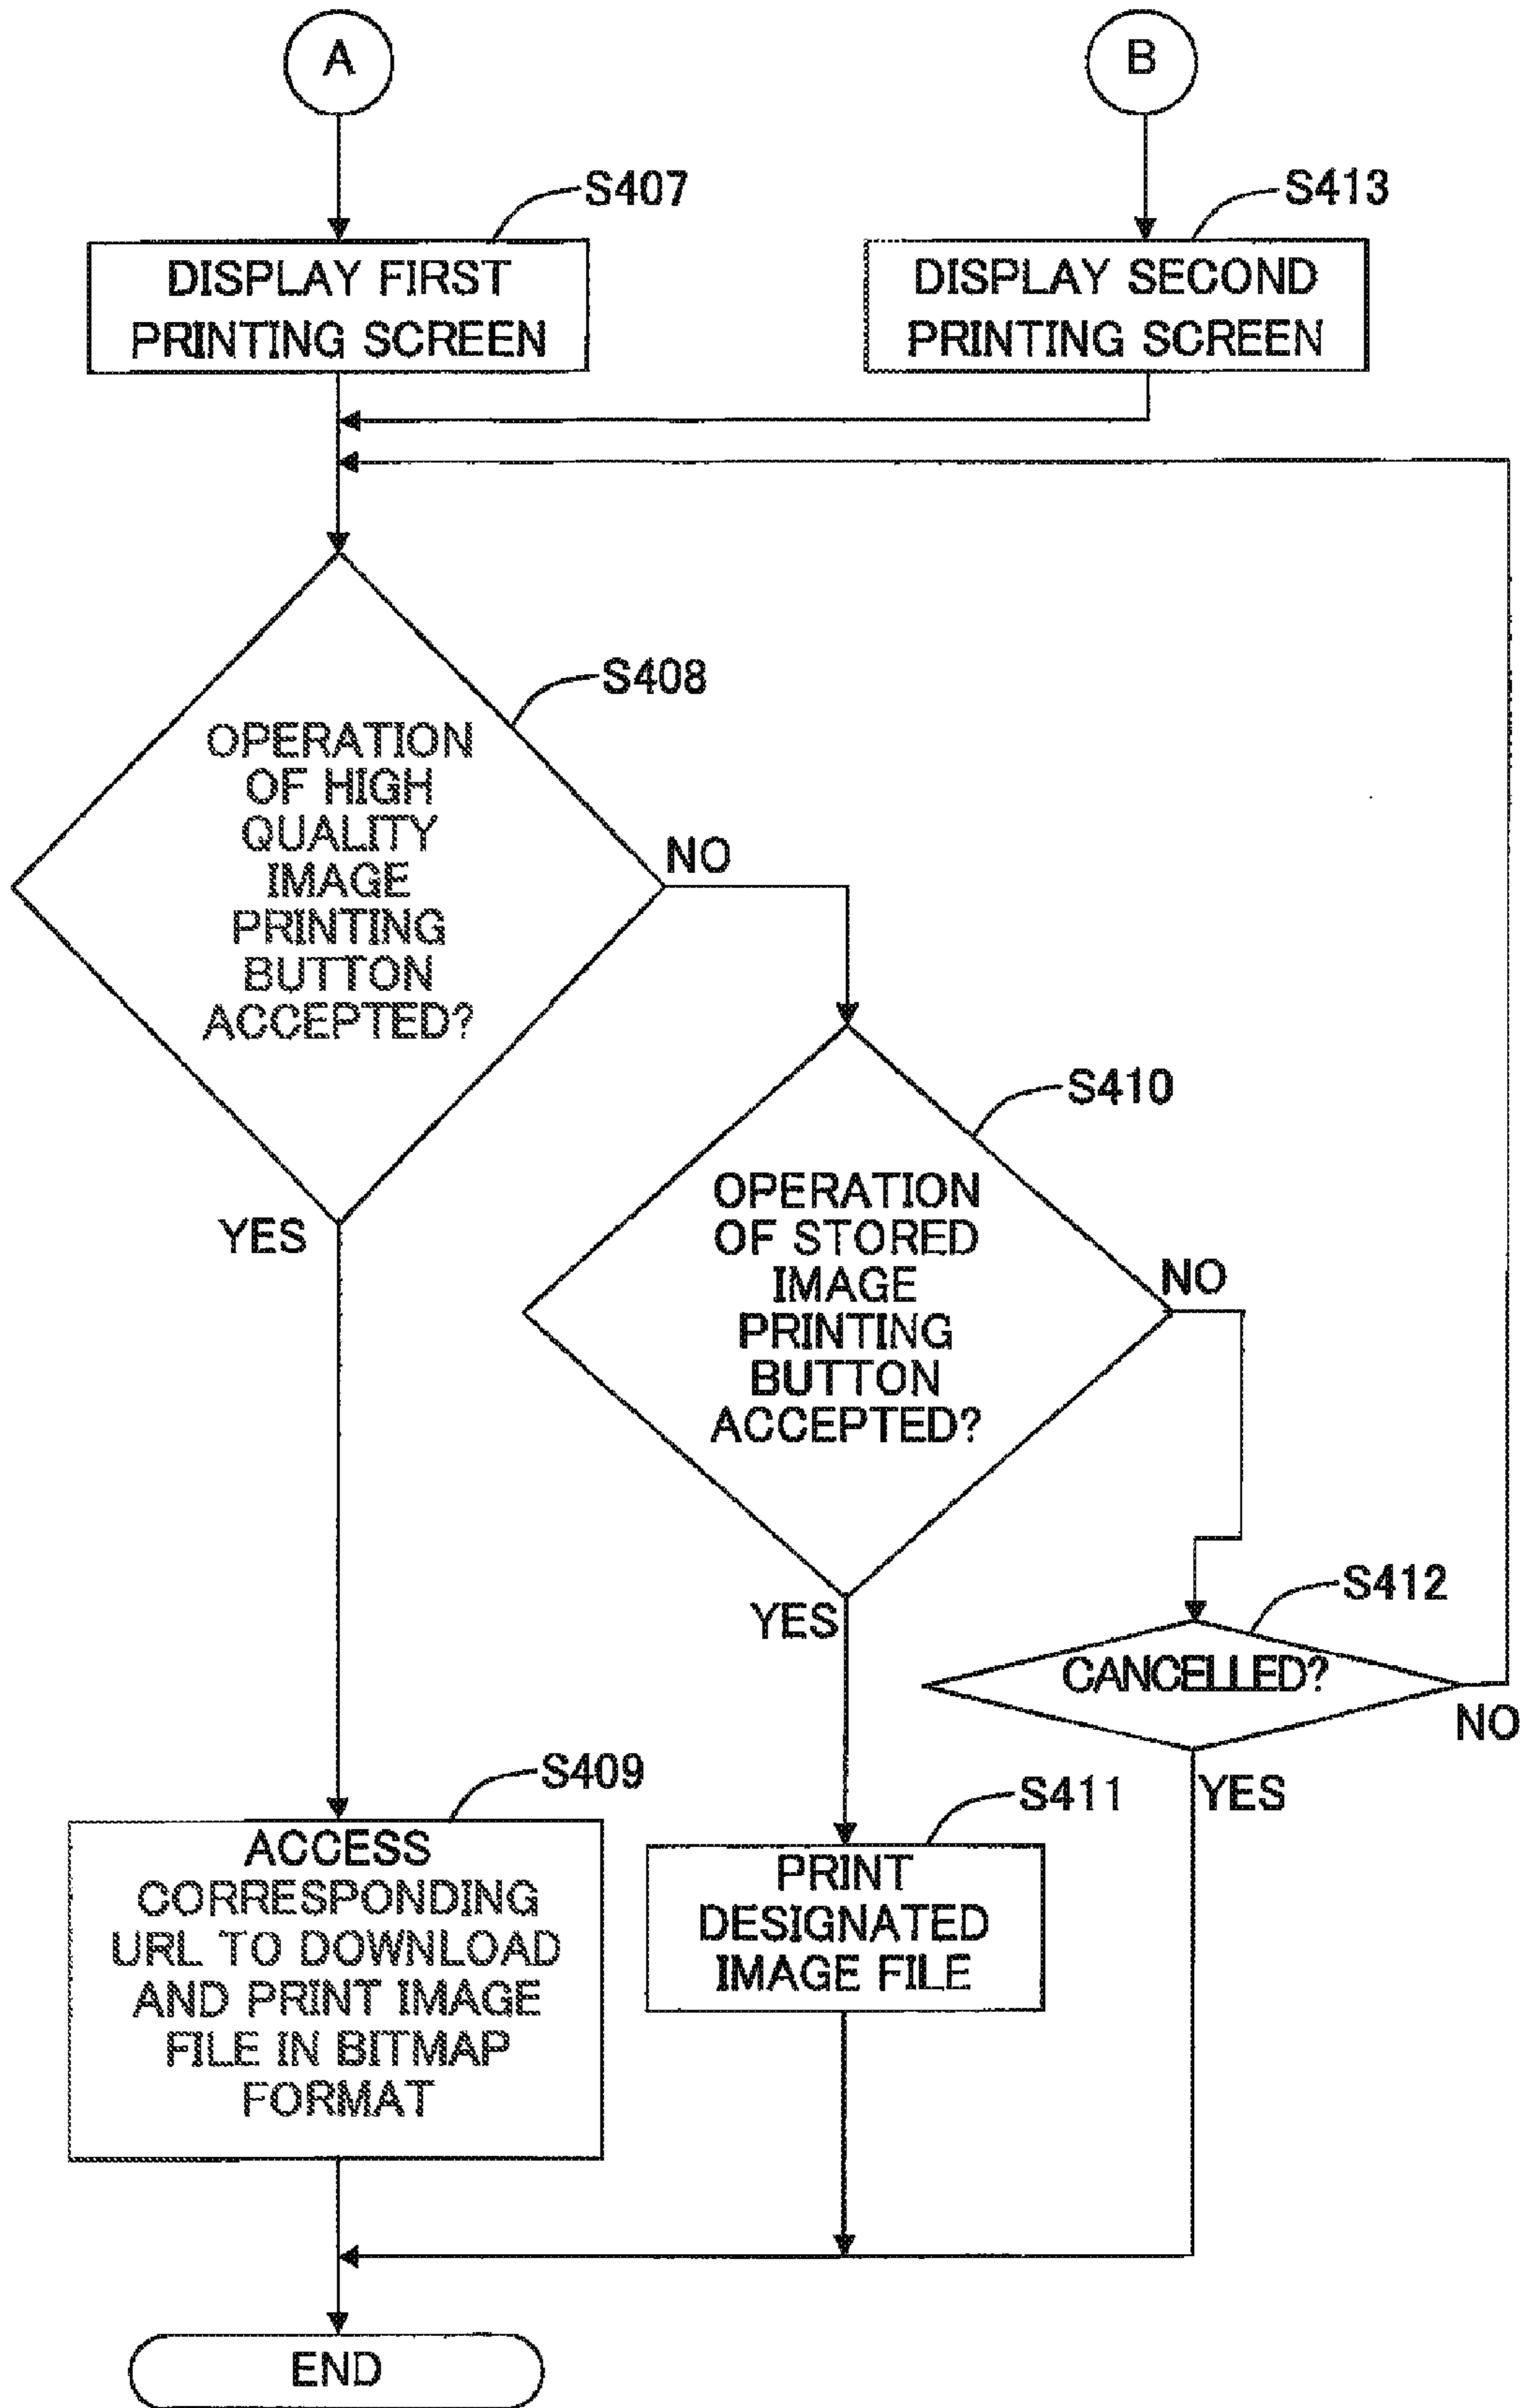 A
B
S407
S413
DISPLAY FIRST
PRINTING SCREEN
DISPLAY SECOND
PRINTING SCREEN
S408
OPERATION
OF HIGH
QUALITY
IMAGE
PRINTING
BUTTON
ACCEPTED?
NO
YES
S410
OPERATION
OF STORED
IMAGE
PRINTING
BUTTON
ACCEPTED?
NO
YES
S412
CANCELLED?
NO
YES
S409
ACCESS
CORRESPONDING
URL TO DOWNLOAD
AND PRINT IMAGE
FILE IN BITMAP
FORMAT
S411
PRINT
DESIGNATED
IMAGE FILE
END